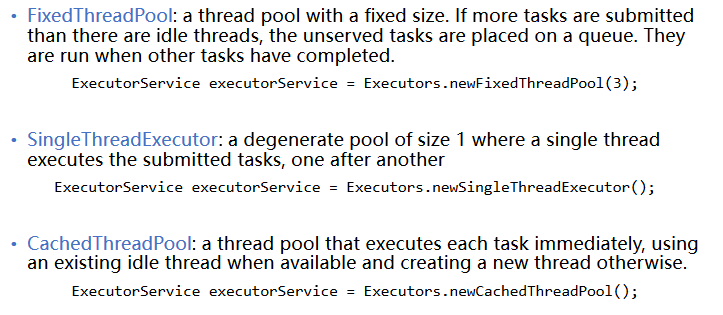 • FixedThreadPool: a thread pool with a fixed size. If more tasks are submitted
than there are idle threads, the unserved tasks are placed on a queue. They
are run when other tasks have completed.
ExecutorService executorService = Executors.newFixedThreadPool(3);
• SingleThreadExecutor: a degenerate pool of size 1 where a single thread
executes the submitted tasks, one after another
ExecutorService executorService = Executors.newSingleThreadExecutor();
• CachedThreadPool: a thread pool that executes each task immediately, using
an existing idle thread when available and creating a new thread otherwise.
ExecutorService executorService = Executors.newCachedThreadPool();